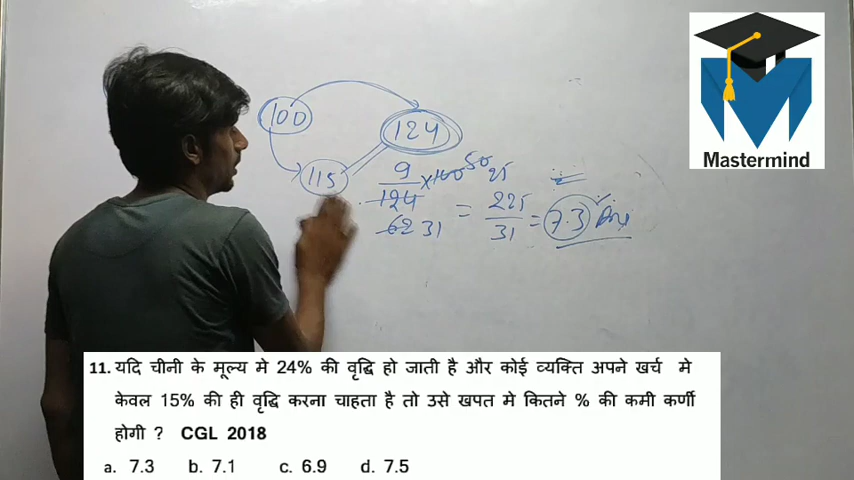 Mastermind
100
124
115
9/124 × 100 50 25
62 31
= 225/31 = 7.3 Ans
11. यदि चीनी के मूल्य मे 24% की वृद्धि हो जाती है और कोई व्यक्ति अपने खर्च मे
केवल 15% की ही वृद्धि करना चाहता है तो उसे खपत मे कितने % की कमी कर्णी
होगी ? CGL 2018
a. 7.3 b. 7.1 c. 6.9 d. 7.5